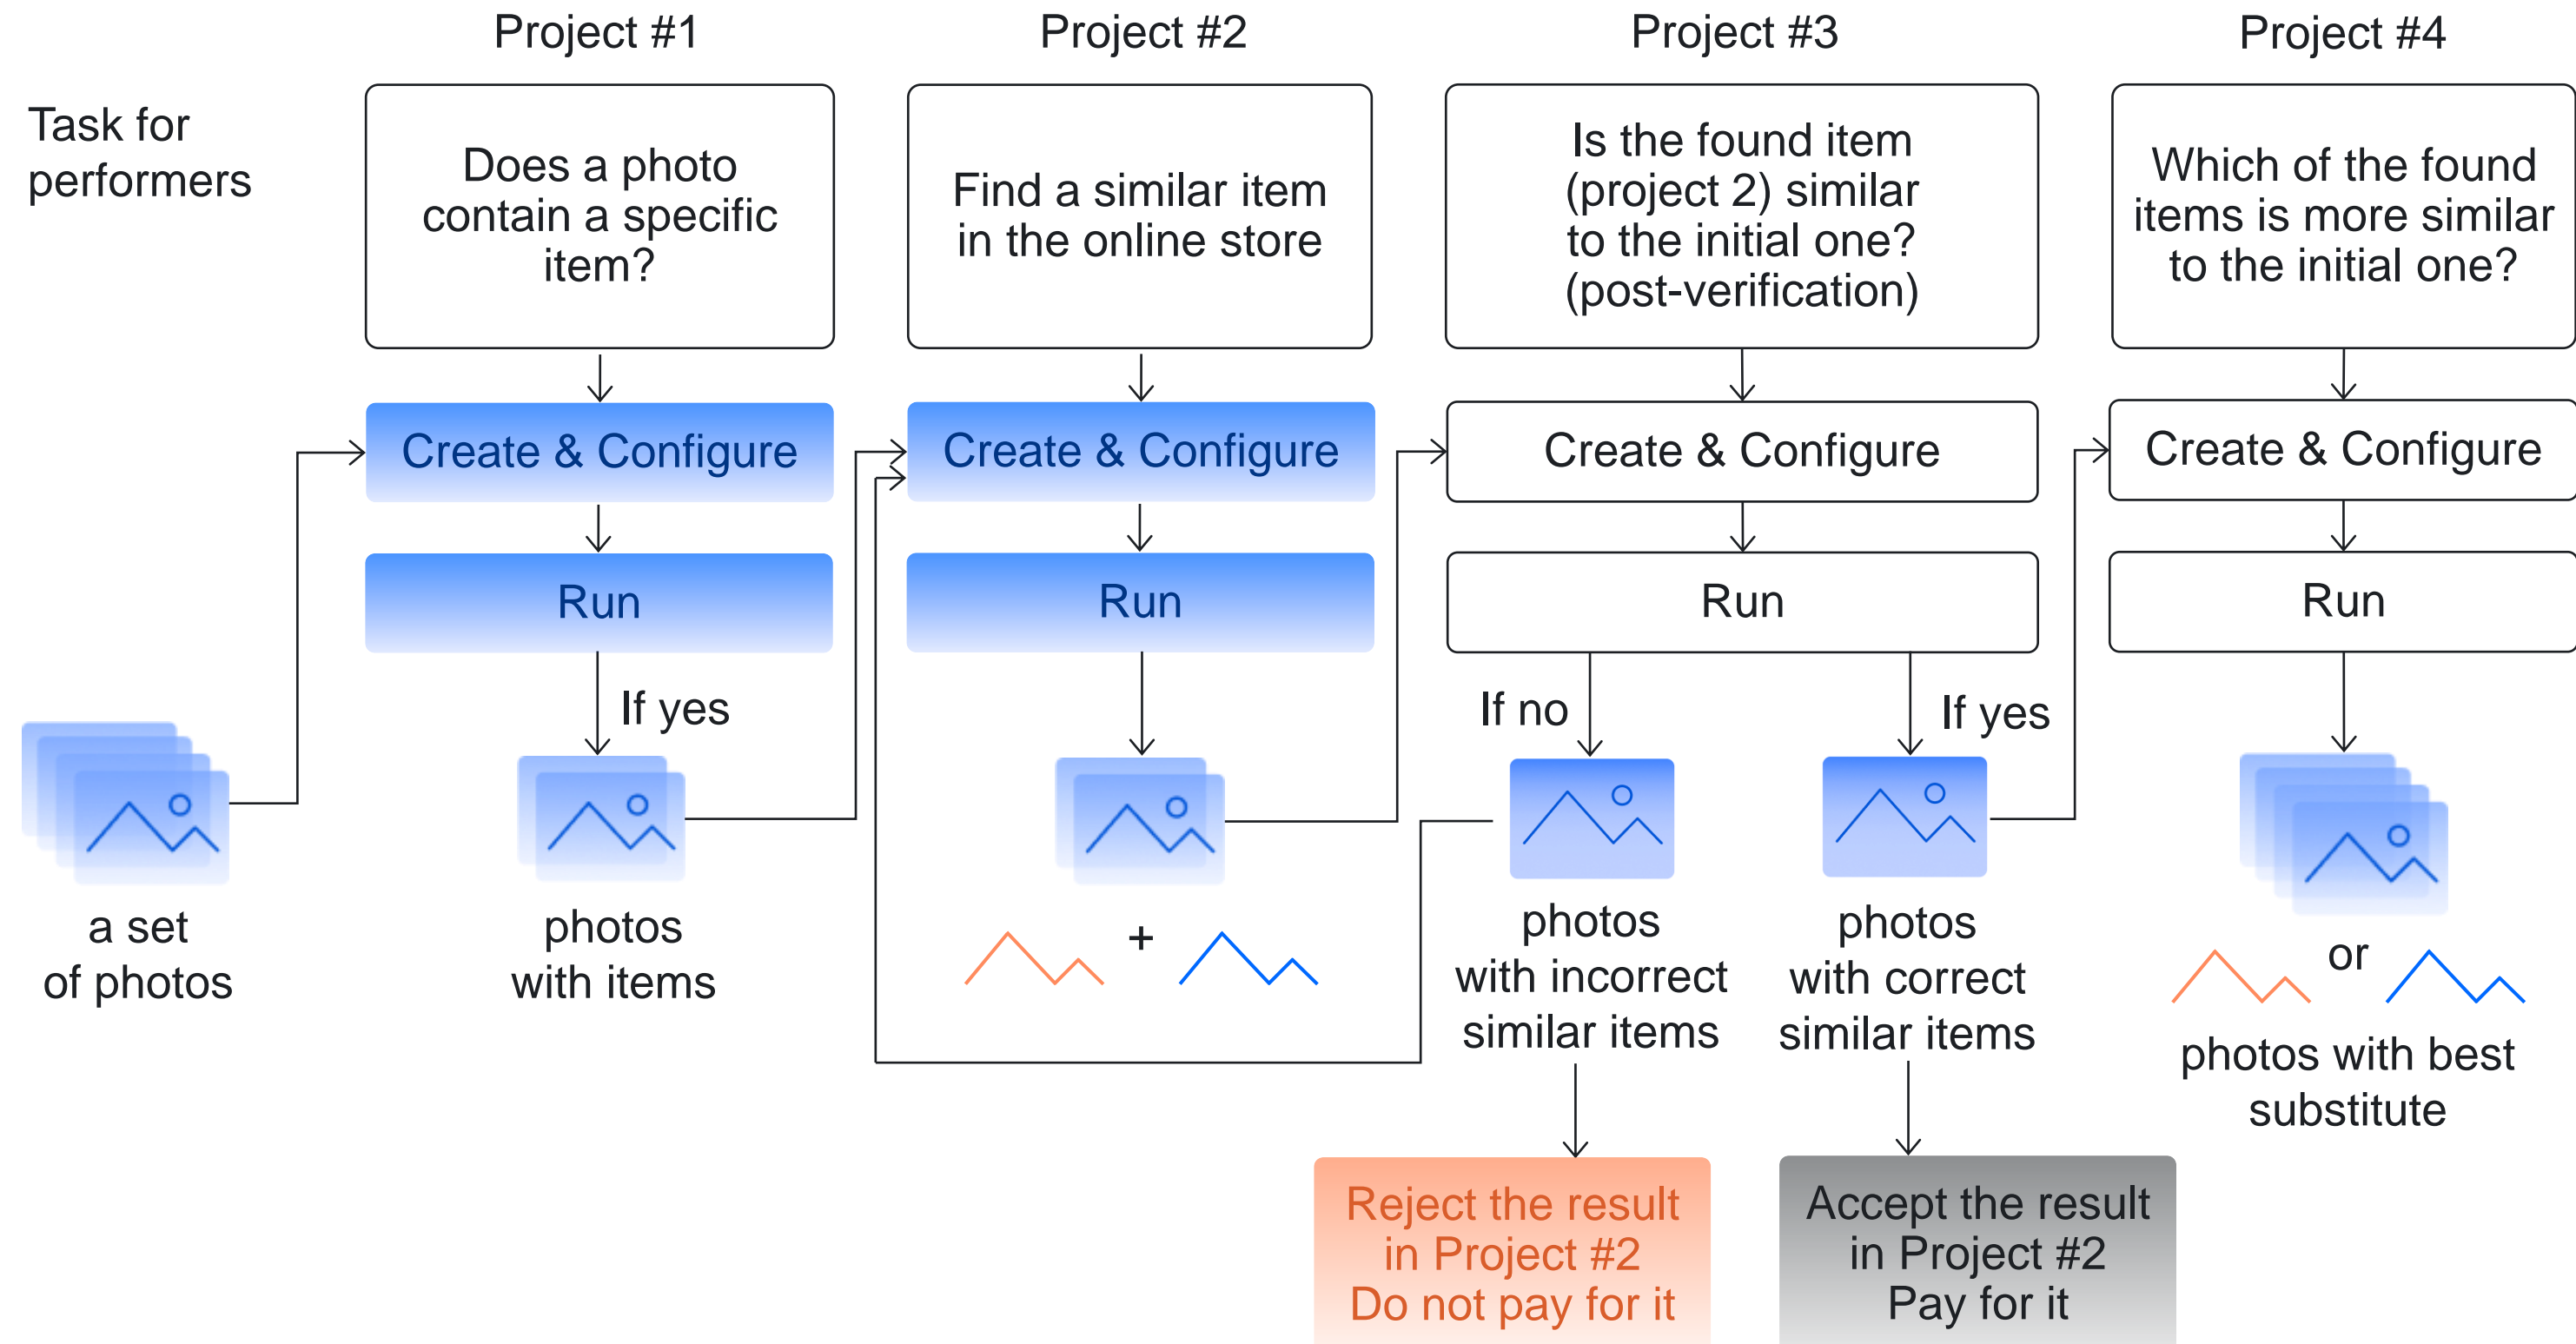 Project #1
Project #2
Project #3
Project #4
Task for
performers
Does a photo
contain a specific
item?
Find a similar item
in the online store
Is the found item
(project 2) similar
to the initial one?
(post-verification)
Which of the found
items is more similar
to the initial one?
Create & Configure
Create & Configure
Create & Configure
Create & Configure
Run
Run
Run
Run
If yes
If no
If yes
a set
of photos
photos
with items
+
photos
with incorrect
similar items
photos
with correct
similar items
or
photos with best
substitute
Reject the result
in Project #2
Do not pay for it
Accept the result
in Project #2
Pay for it